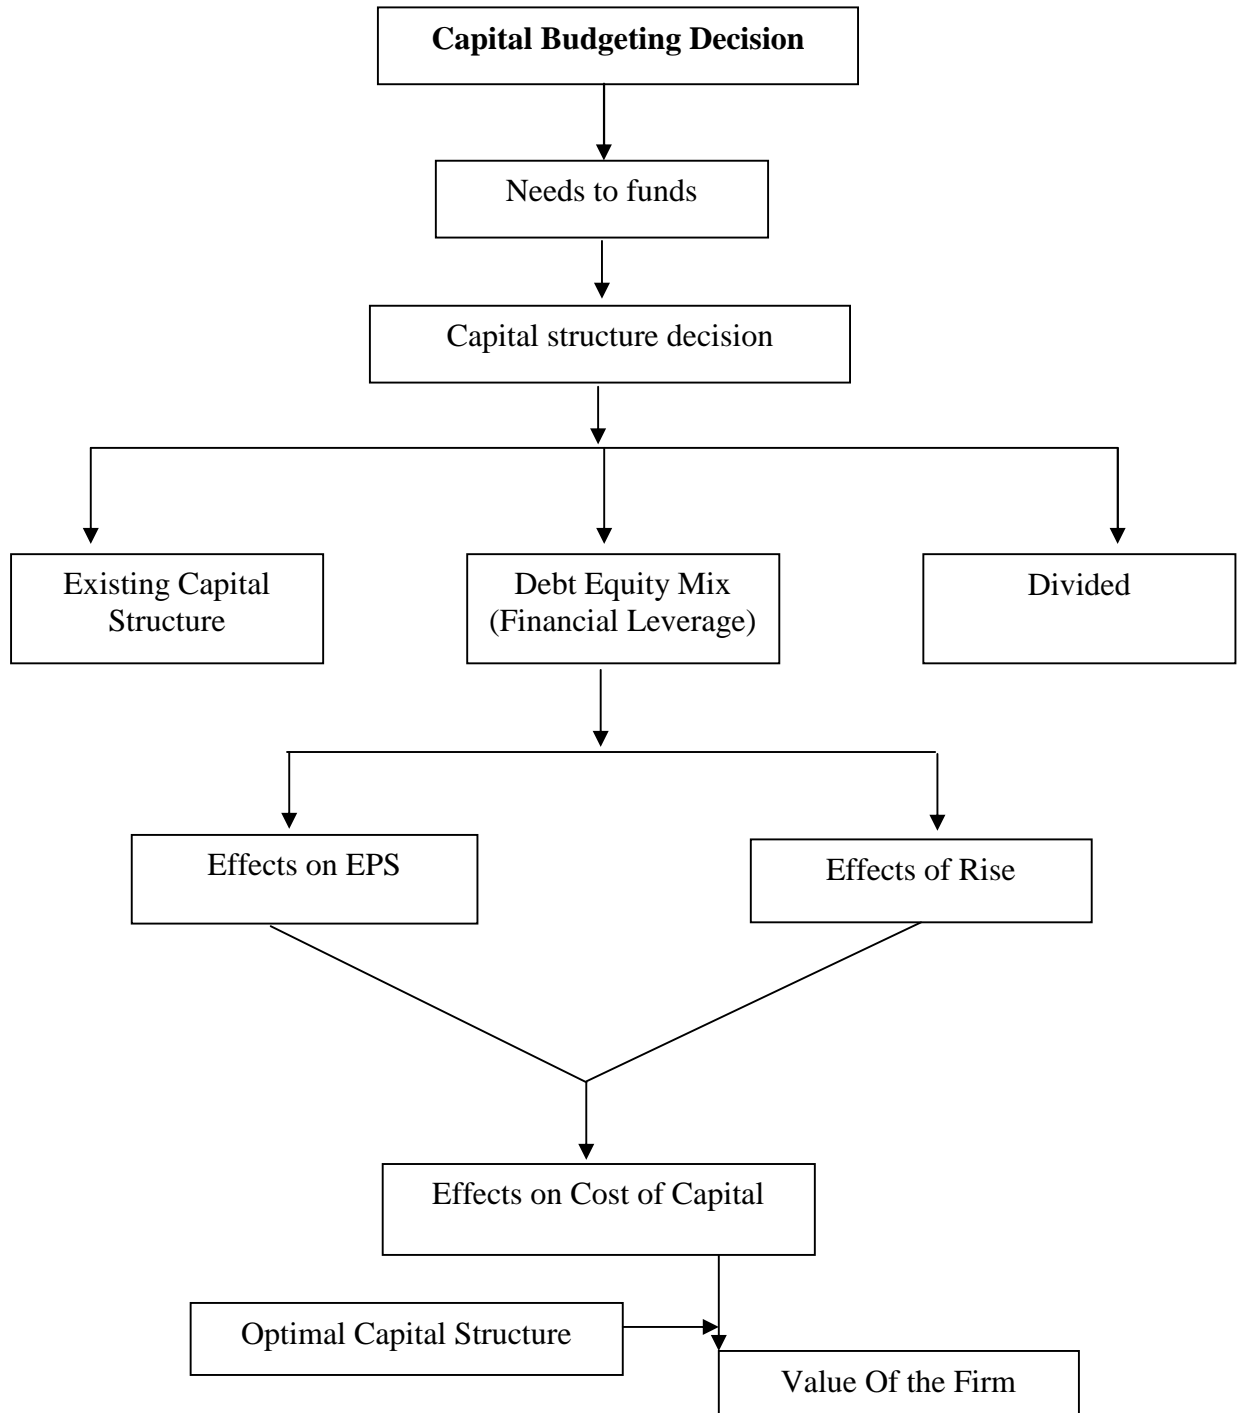 Capital Budgeting Decision
Needs to funds
Capital structure decision
Existing Capital
Structure
Debt Equity Mix
(Financial Leverage)
Divided
Effects on EPS
Effects of Rise
Effects on Cost of Capital
Optimal Capital Structure
Value Of the Firm